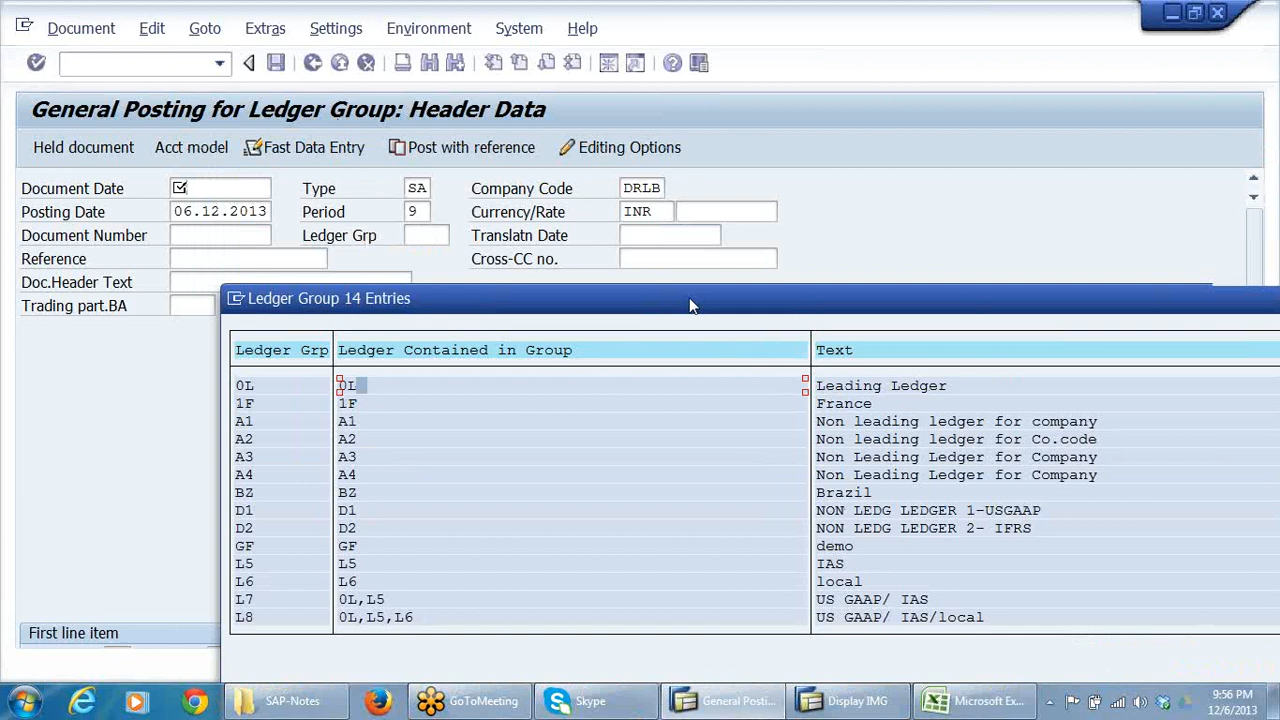 Document Edit Goto Extras Settings Environment System Help
General Posting for Ledger Group: Header Data
Held document Acct model Fast Data Entry Post with reference Editing Options
Document Date Type SA Company Code DRLB
Posting Date 06.12.2013 Period 9 Currency/Rate INR
Document Number Ledger Grp Translatn Date
Reference Cross-CC no.
Doc.Header Text
Trading part.BA
Ledger Group 14 Entries
Ledger Grp Ledger Contained in Group Text
0L 0L Leading Ledger
1F 1F France
A1 A1 Non leading ledger for company
A2 A2 Non leading ledger for Co.code
A3 A3 Non Leading Ledger for Company
A4 A4 Non Leading Ledger for Company
BZ BZ Brazil
D1 D1 NON LEDG LEDGER 1-USGAAP
D2 D2 NON LEDG LEDGER 2- IFRS
GF GF demo
L5 L5 IAS
L6 L6 local
L7 0L,L5 US GAAP/ IAS
L8 0L,L5,L6 US GAAP/ IAS/local
First line item
SAP-Notes GoToMeeting Skype General Posti... Display IMG Microsoft Ex...
9:56 PM
12/6/2013